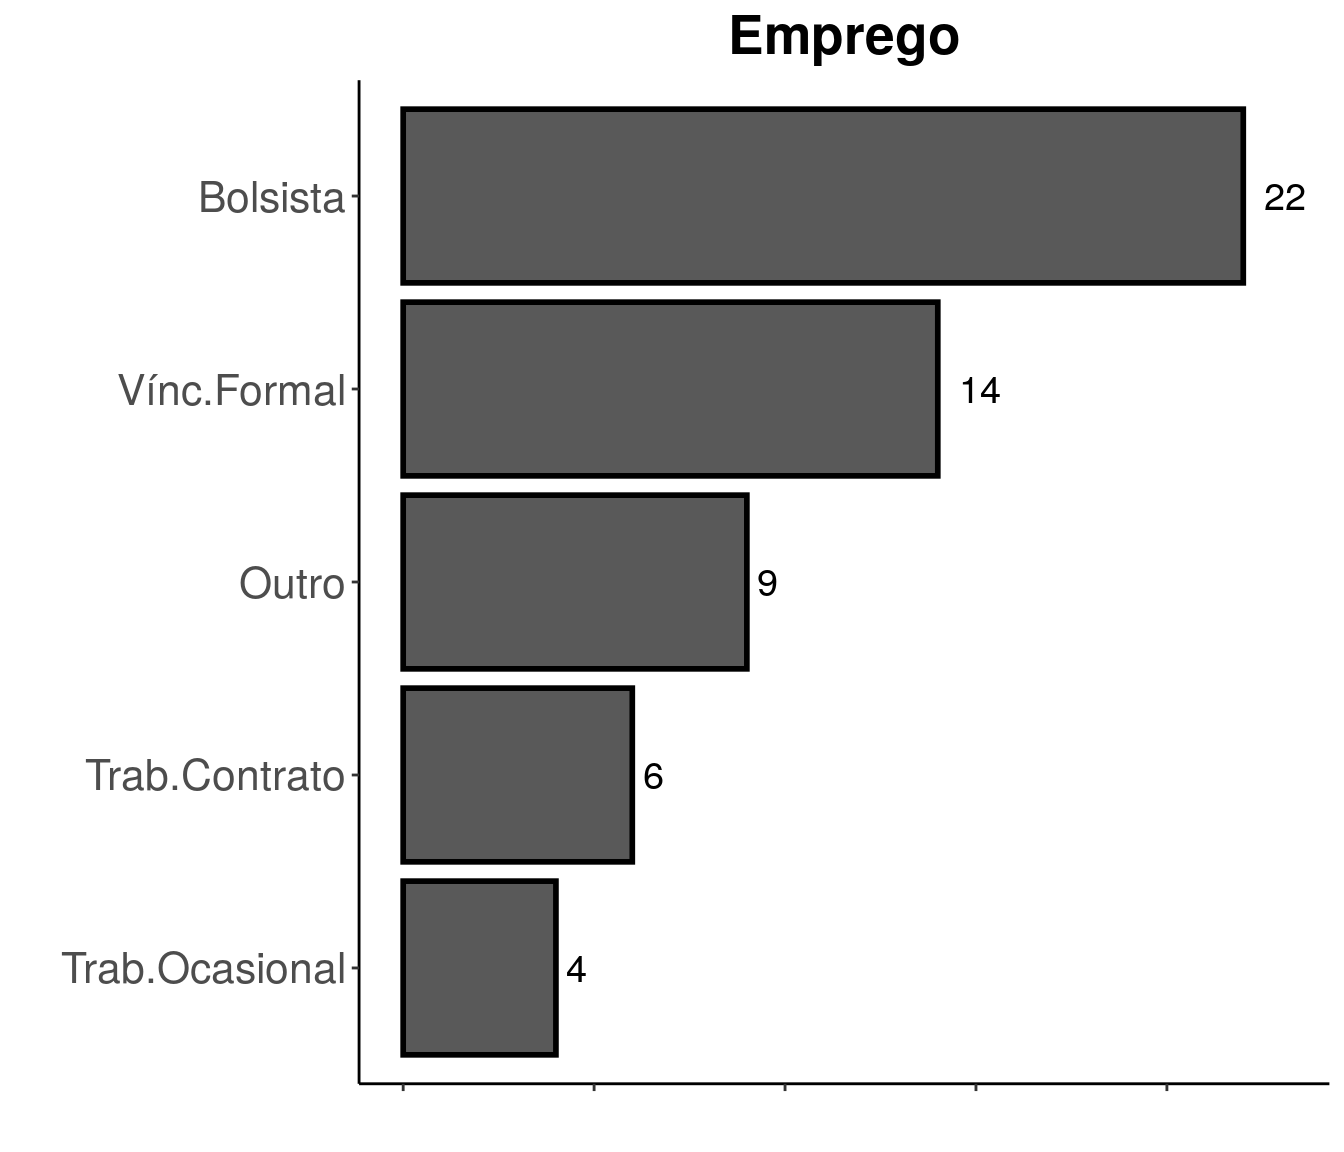 Emprego
Bolsista 22
Vínc.Formal 14
Outro 9
Trab.Contrato 6
Trab.Ocasional 4